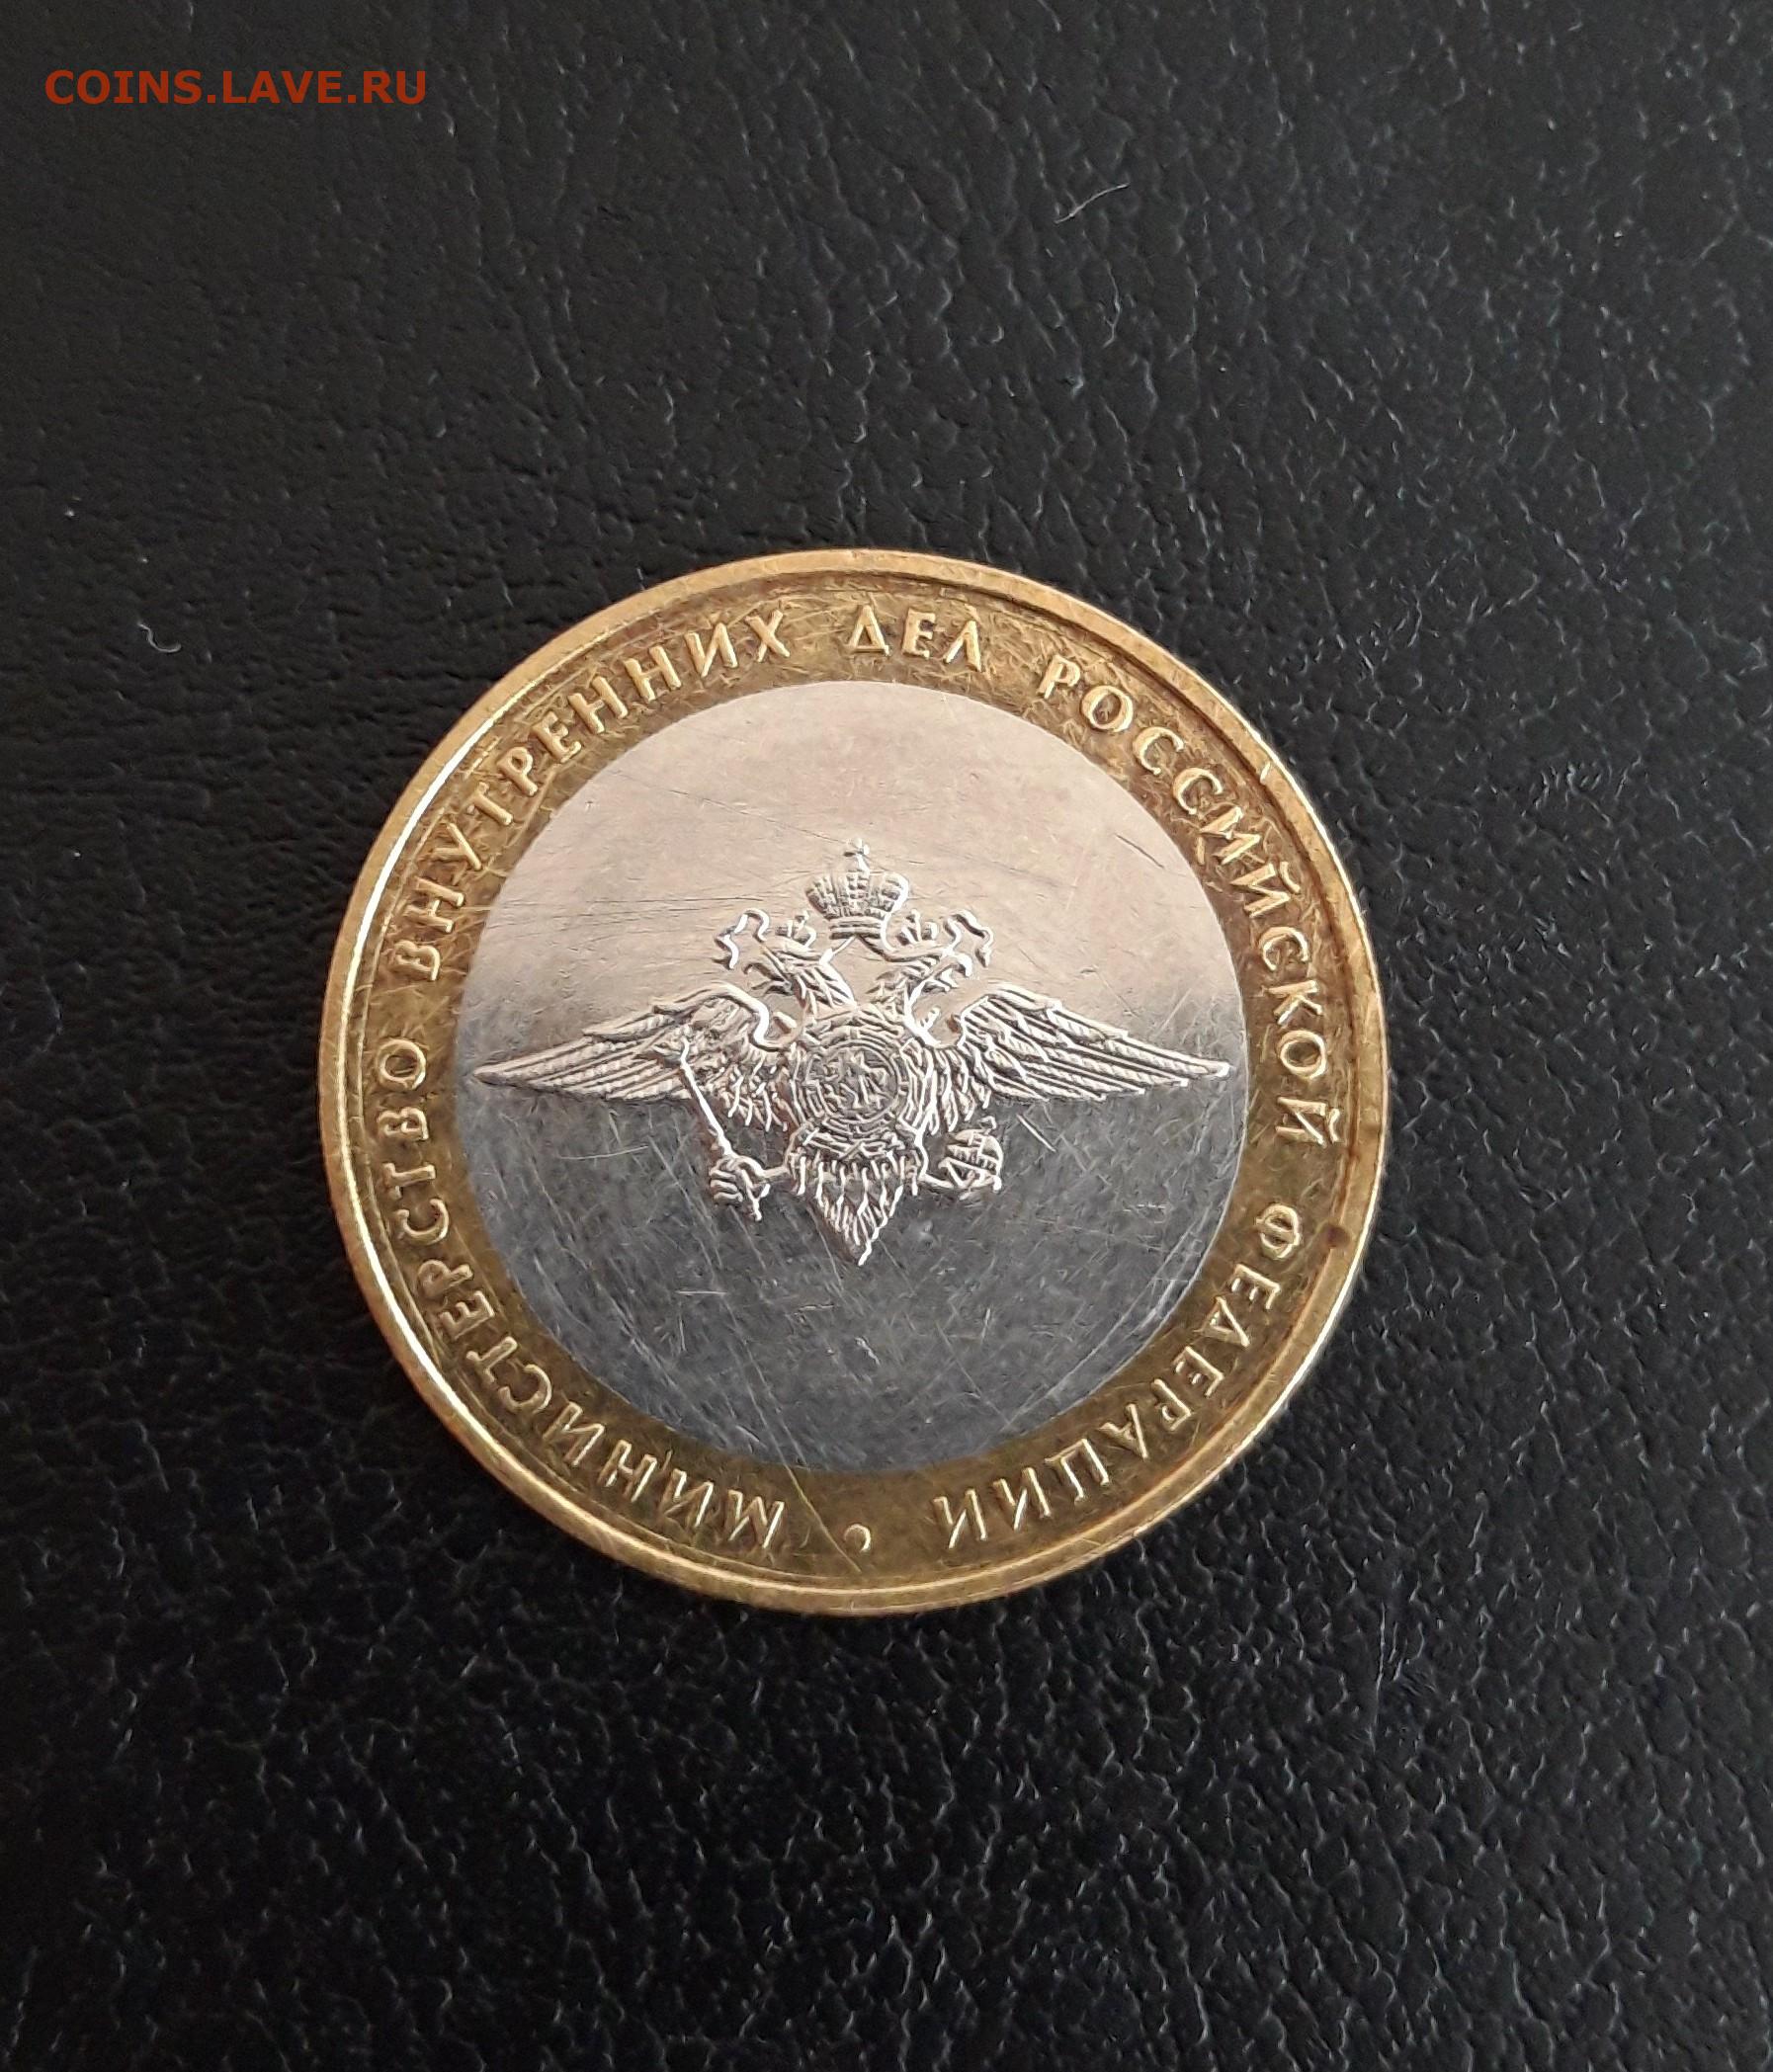 COINS.LAVE.RU
МИНИСТЕРСТВО ВНУТРЕННИХ ДЕЛ РОССИЙСКОЙ ФЕДЕРАЦИИ •